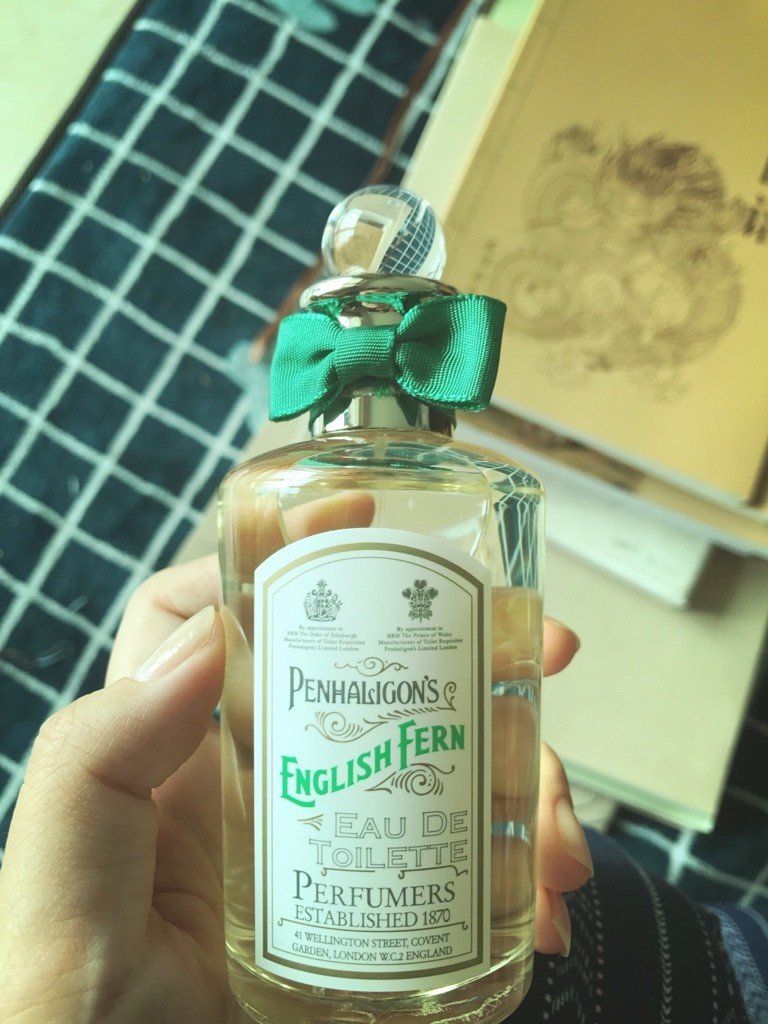 By appointment to
HRH The Duke of Edinburgh
Manufacturers of Toilet Requisites
Penhaligon's Limited London
By appointment to
HRH The Prince of Wales
Manufacturers of Toilet Requisites
Penhaligon's Limited London
PENHALIGON'S
ENGLISH FERN
EAU DE
TOILETTE
PERFUMERS
ESTABLISHED 1870
41 WELLINGTON STREET, COVENT
GARDEN, LONDON W.C.2 ENGLAND